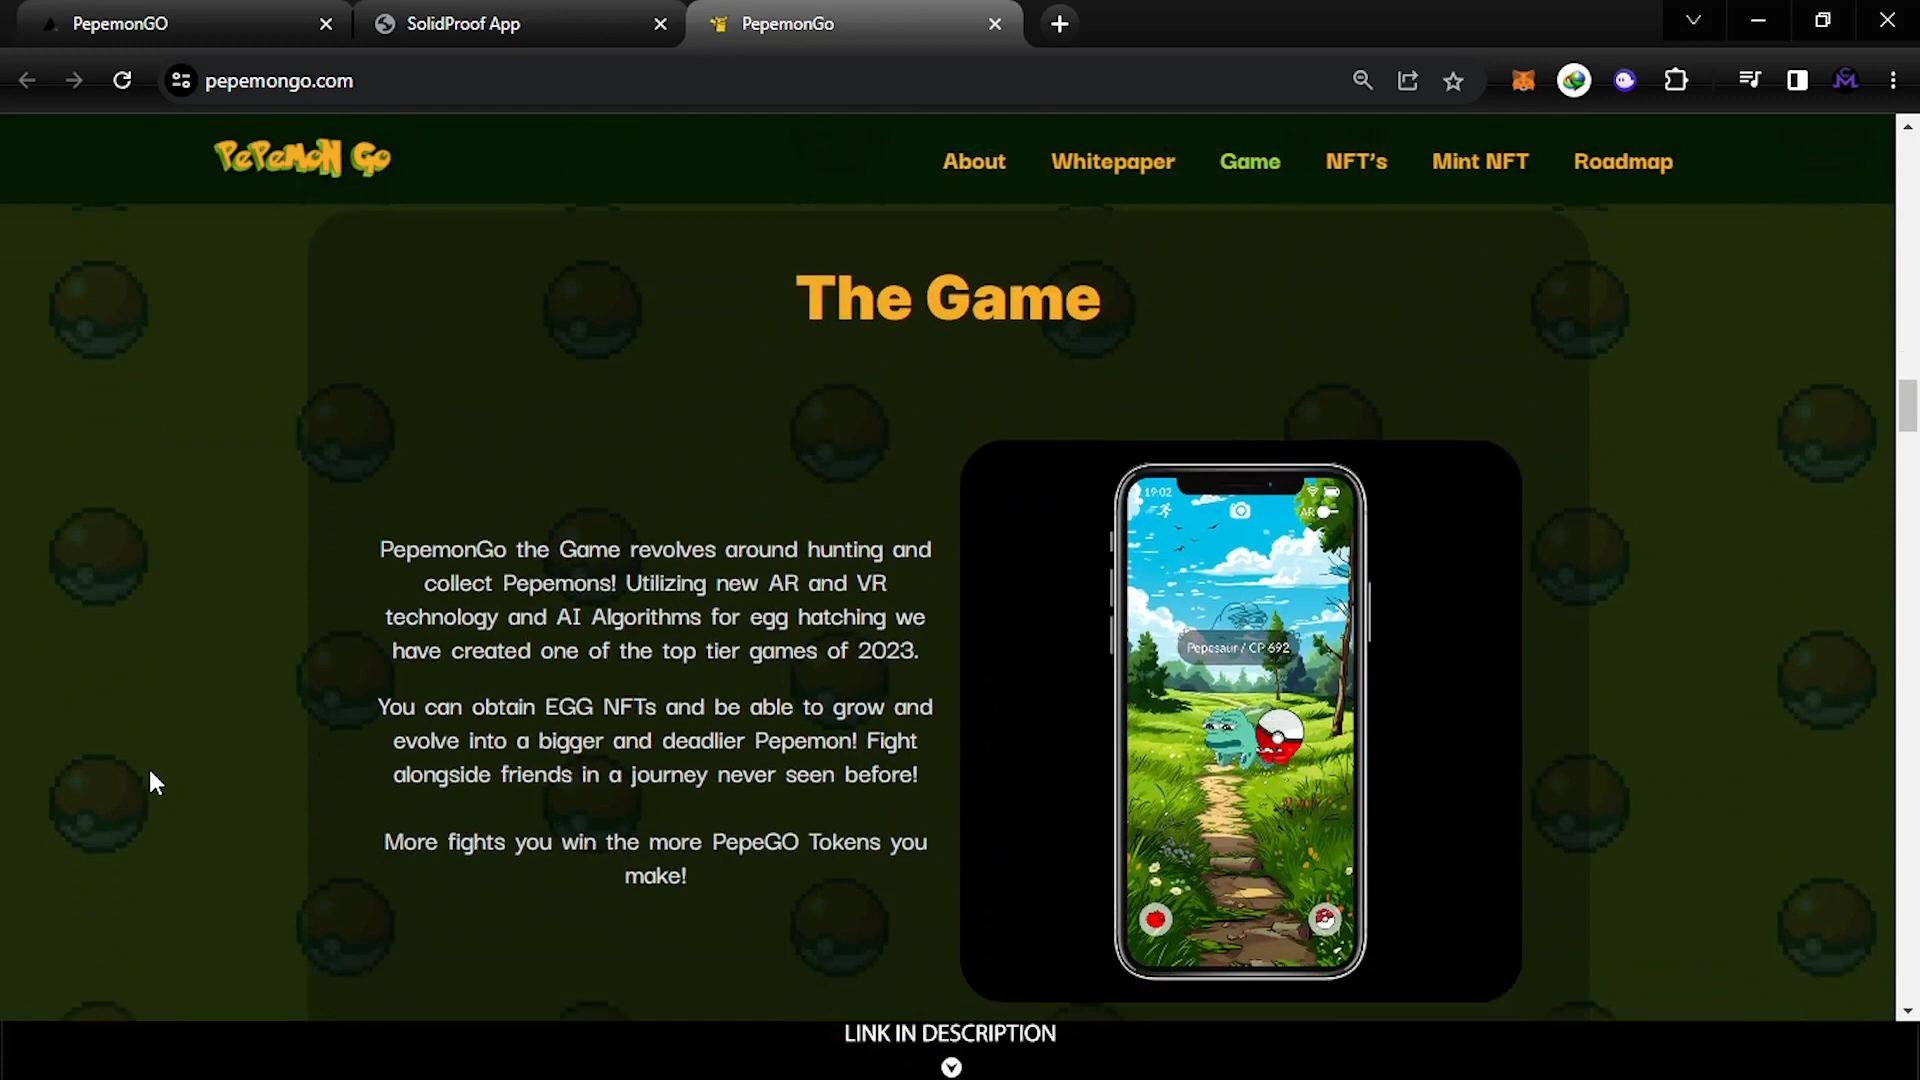 PepemonGO
SolidProof App
PepemonGo
pepemongo.com
PePeMoN Go
About
Whitepaper
Game
NFT's
Mint NFT
Roadmap
The Game
PepemonGo the Game revolves around hunting and
collect Pepemons! Utilizing new AR and VR
technology and AI Algorithms for egg hatching we
have created one of the top tier games of 2023.
You can obtain EGG NFTs and be able to grow and
evolve into a bigger and deadlier Pepemon! Fight
alongside friends in a journey never seen before!
More fights you win the more PepeGO Tokens you
make!
19:02
AR
Pepesaur / CP 692
LINK IN DESCRIPTION